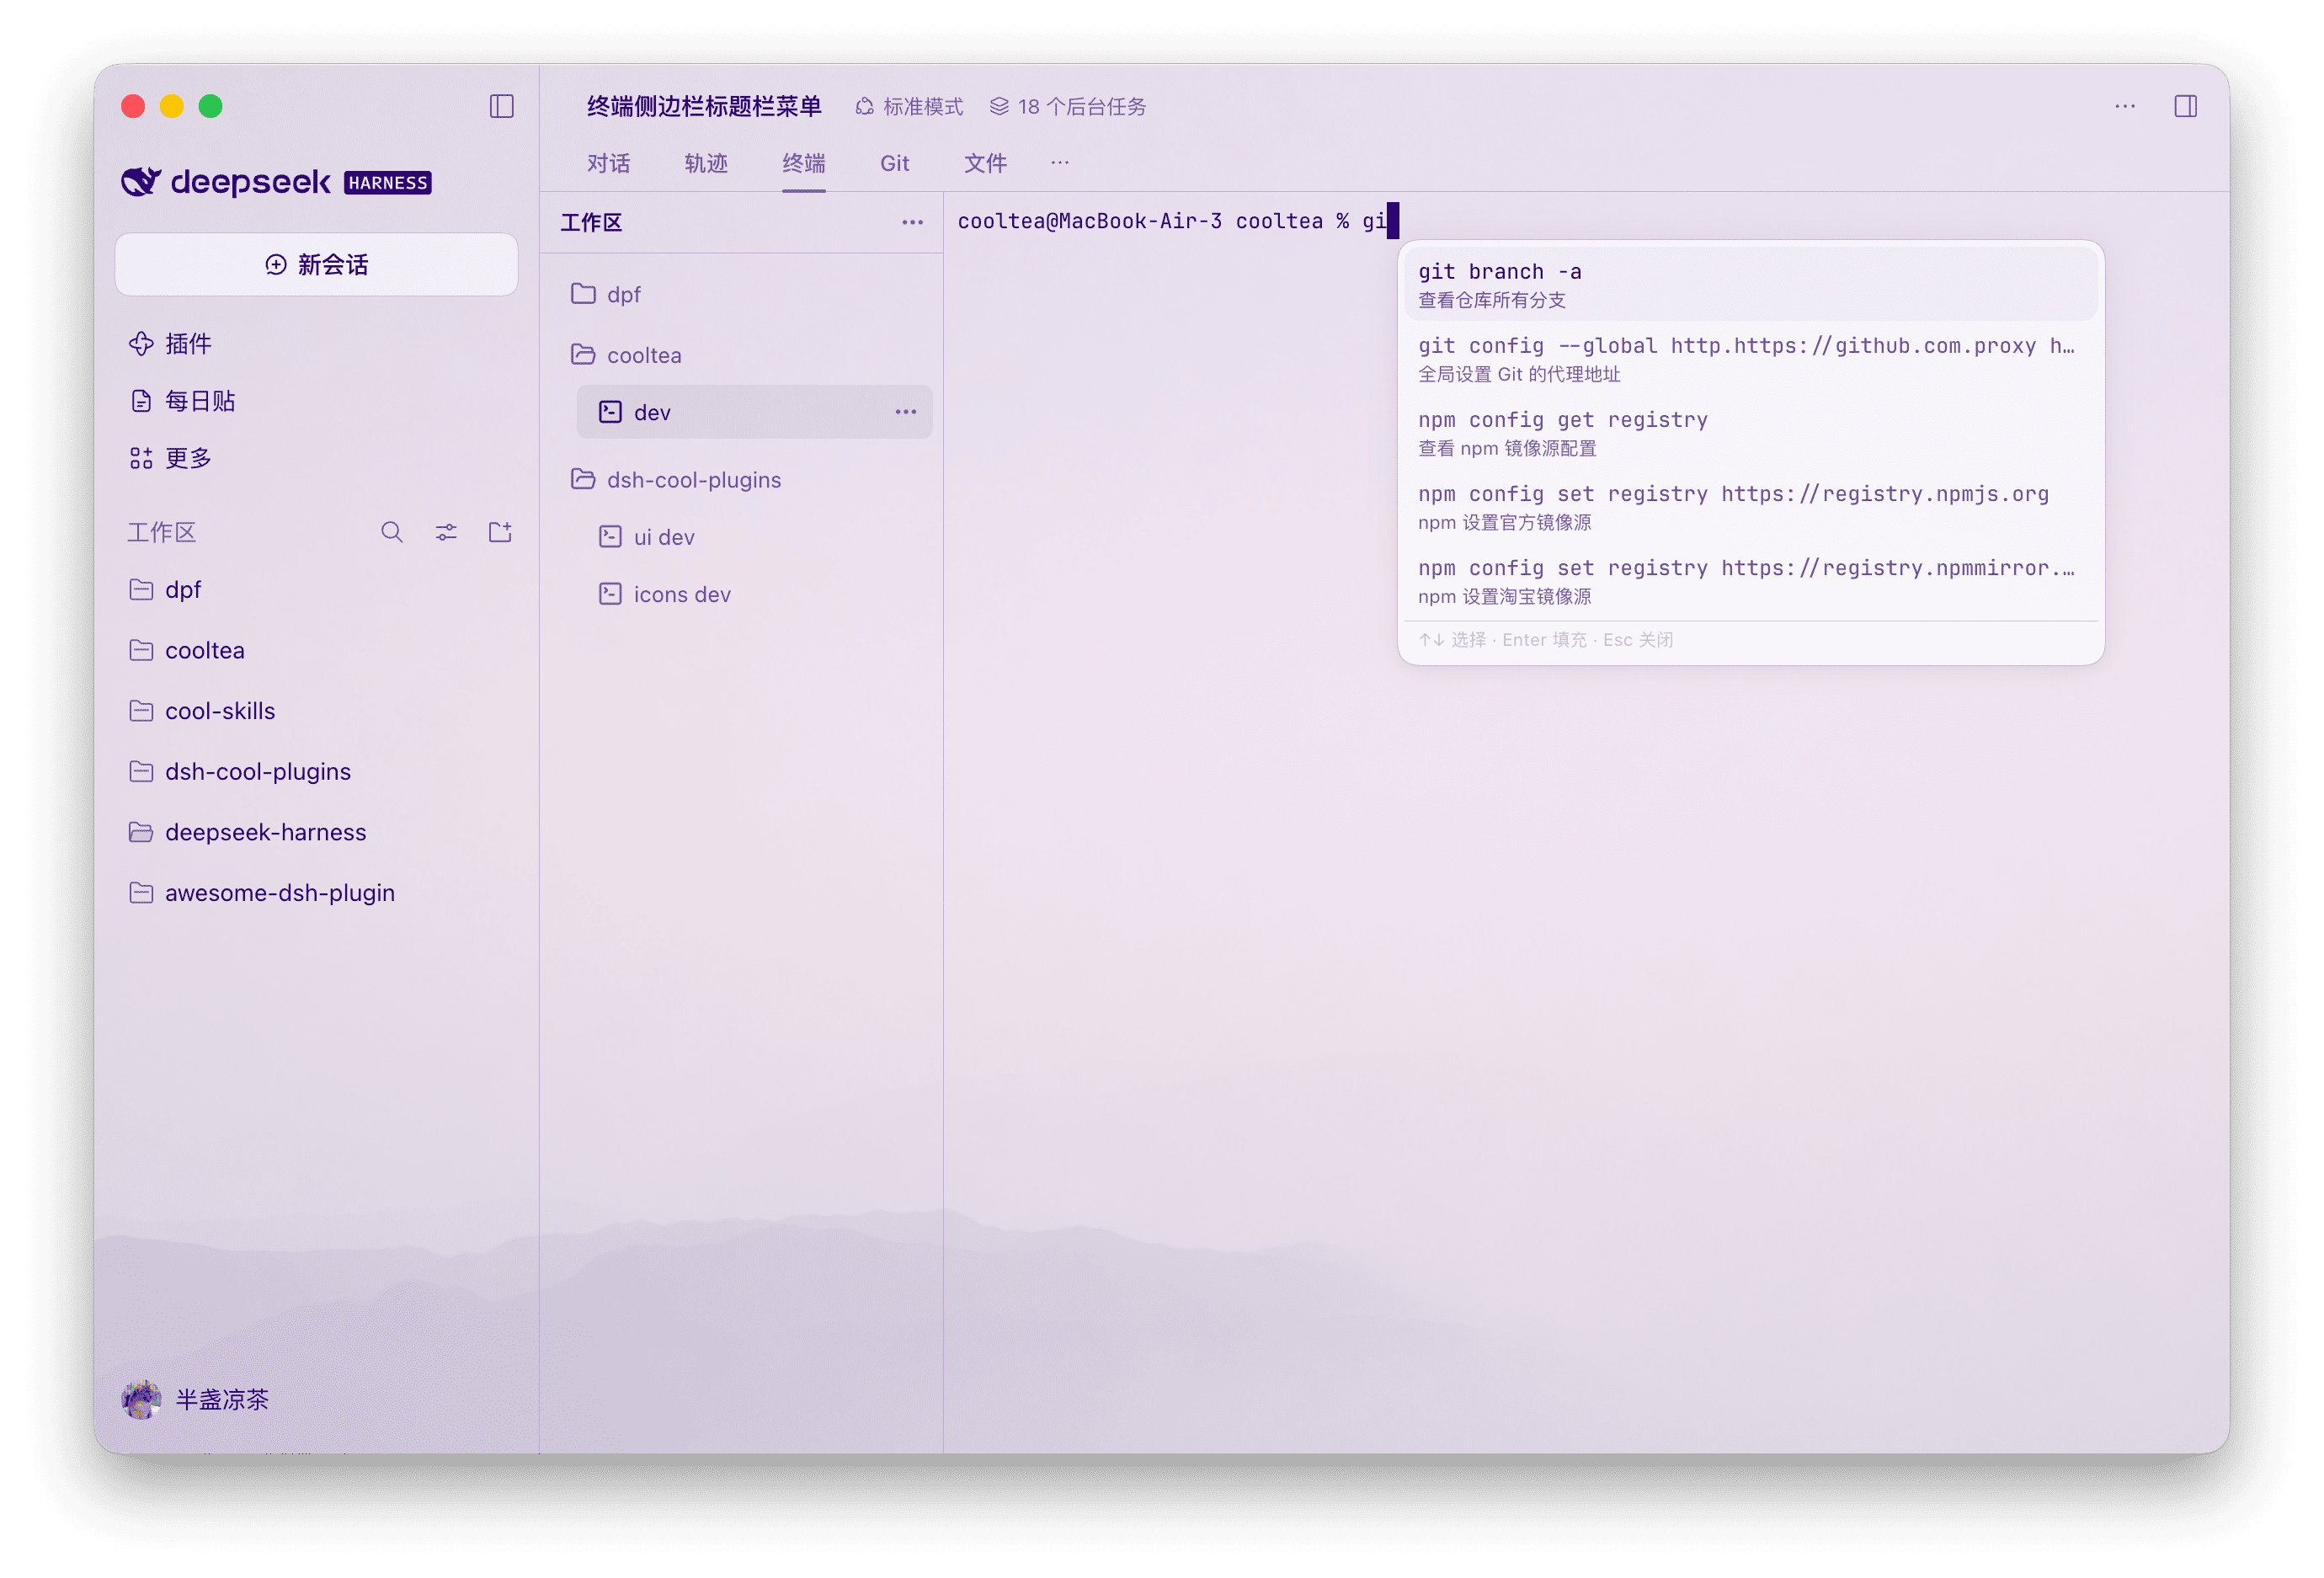 deepseek HARNESS
新会话
插件
每日贴
更多
工作区
dpf
cooltea
cool-skills
dsh-cool-plugins
deepseek-harness
awesome-dsh-plugin
半盏凉茶
终端侧边栏标题栏菜单 标准模式 18 个后台任务
对话 轨迹 终端 Git 文件 ···
工作区 ···
dpf
cooltea
dev ···
dsh-cool-plugins
ui dev
icons dev
cooltea@MacBook-Air-3 cooltea % gi
git branch -a
查看仓库所有分支
git config --global http.https://github.com.proxy h…
全局设置 Git 的代理地址
npm config get registry
查看 npm 镜像源配置
npm config set registry https://registry.npmjs.org
npm 设置官方镜像源
npm config set registry https://registry.npmmirror.…
npm 设置淘宝镜像源
↑↓ 选择 · Enter 填充 · Esc 关闭